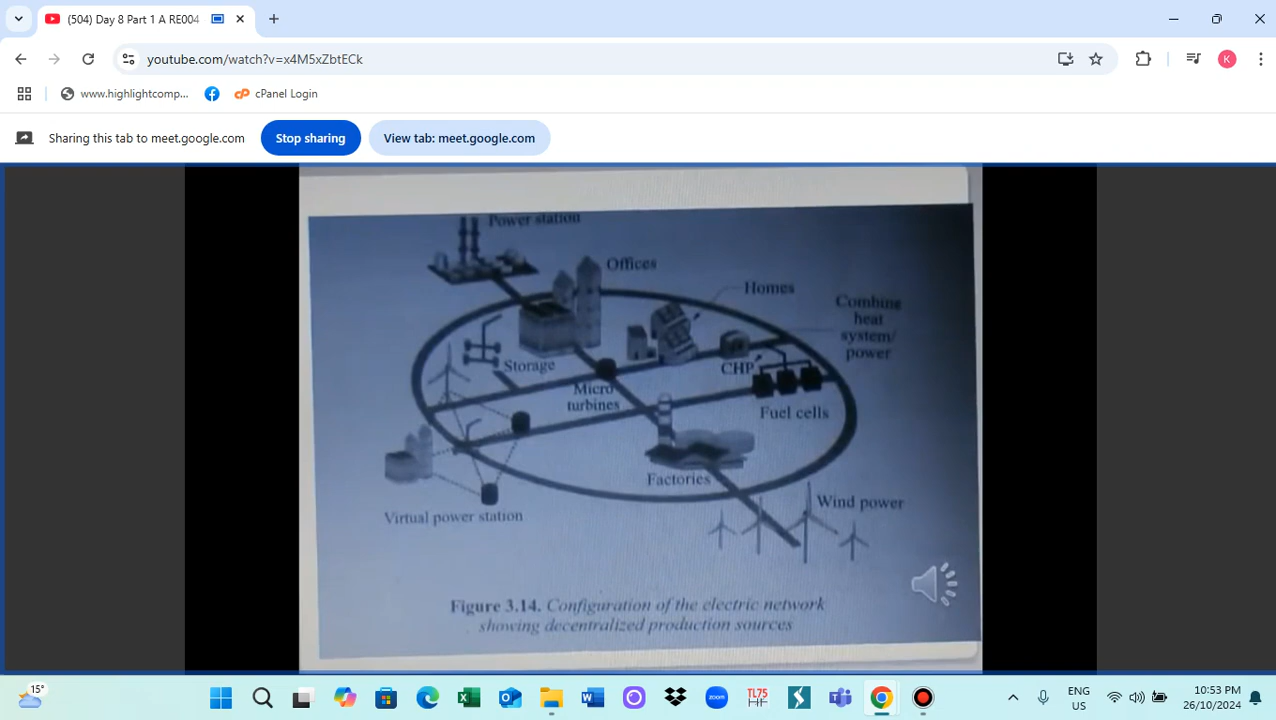 (504) Day 8 Part 1 A RE004
youtube.com/watch?v=x4M5xZbtECk
K
www.highlightcomp...
cPanel Login
Sharing this tab to meet.google.com
Stop sharing
View tab: meet.google.com
Power station
Offices
Homes
Combing
heat
system/
power
Storage
CHP
Micro
turbines
Fuel cells
Factories
Wind power
Virtual power station
Figure 3.14. Configuration of the electric network
showing decentralized production sources
15°
zoom
TL75
ENG
US
10:53 PM
26/10/2024